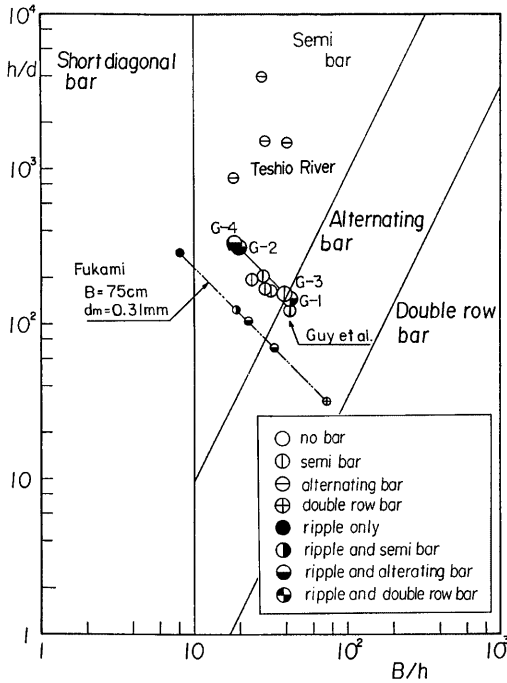 10⁴
h/d
10³
10²
10
1
Short diagonal
bar
Semi
bar
Teshio River
G-4
G-2
G-3
G-1
Alternating
bar
Double row
bar
Fukami
B = 75cm
dm=0.31mm
Guy et al.
no bar
semi bar
alternating bar
double row bar
ripple only
ripple and semi bar
ripple and alterating bar
ripple and double row bar
1
10
10²
10³
B/h